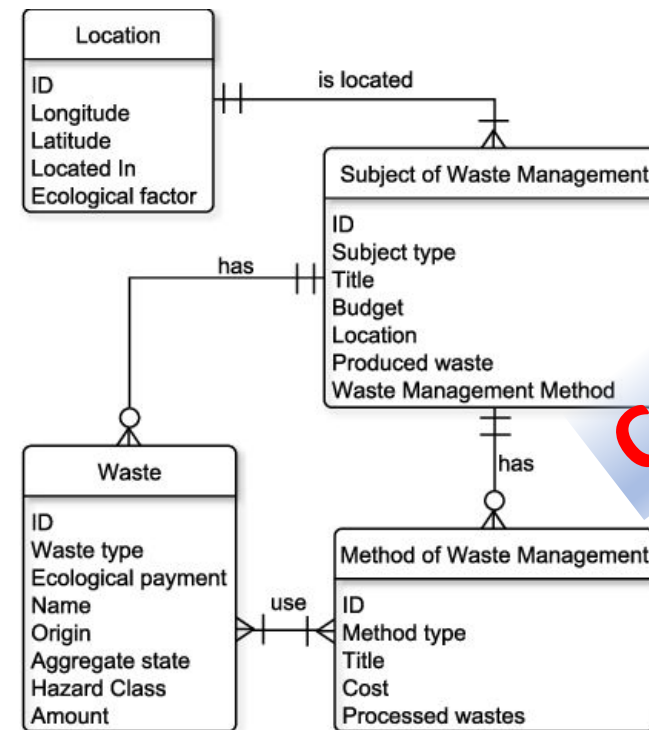 Location
ID
Longitude
Latitude
Located In
Ecological factor
is located
Subject of Waste Management
ID
Subject type
Title
Budget
Location
Produced waste
Waste Management Method
has
has
Waste
ID
Waste type
Ecological payment
Name
Origin
Aggregate state
Hazard Class
Amount
use
Method of Waste Management
ID
Method type
Title
Cost
Processed wastes